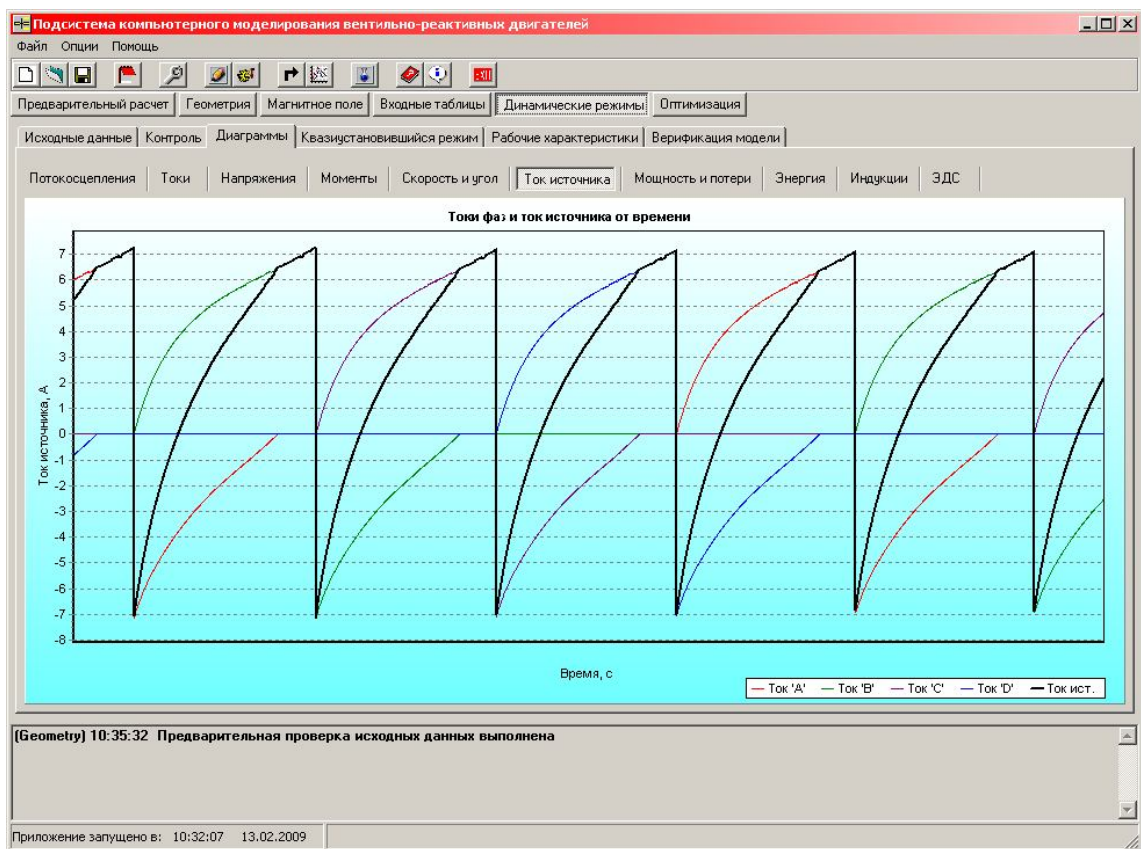 Подсистема компьютерного моделирования вентильно-реактивных двигателей
Файл Опции Помощь
EXIT
Предварительный расчет Геометрия Магнитное поле Входные таблицы Динамические режимы Оптимизация
Исходные данные Контроль Диаграммы Квазиустановившийся режим Рабочие характеристики Верификация модели
Потокосцепления Токи Напряжения Моменты Скорость и угол Ток источника Мощность и потери Энергия Индукции ЭДС
Токи фаз и ток источника от времени
7
6
5
4
3
2
1
0
-1
-2
-3
-4
-5
-6
-7
-8
Ток источника, А
Время, с
Ток 'A' Ток 'B' Ток 'C' Ток 'D' Ток ист.
(Geometry) 10:35:32 Предварительная проверка исходных данных выполнена
Приложение запущено в: 10:32:07 13.02.2009